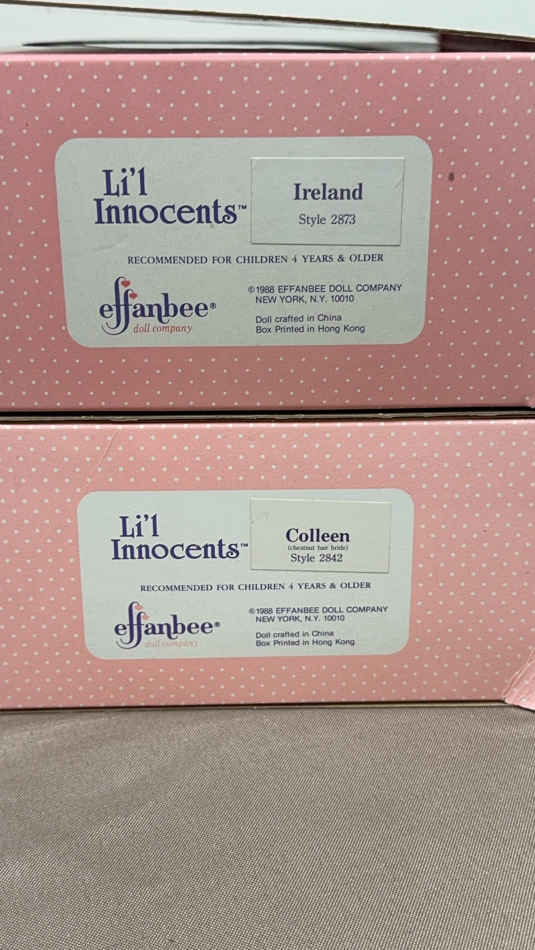 Li'l
Innocents™
Ireland
Style 2873
RECOMMENDED FOR CHILDREN 4 YEARS & OLDER
effanbee®
doll company
©1988 EFFANBEE DOLL COMPANY
NEW YORK, N.Y. 10010
Doll crafted in China
Box Printed in Hong Kong
Li'l
Innocents™
Colleen
(chestnut hair bride)
Style 2842
RECOMMENDED FOR CHILDREN 4 YEARS & OLDER
effanbee®
doll company
©1988 EFFANBEE DOLL COMPANY
NEW YORK, N.Y. 10010
Doll crafted in China
Box Printed in Hong Kong